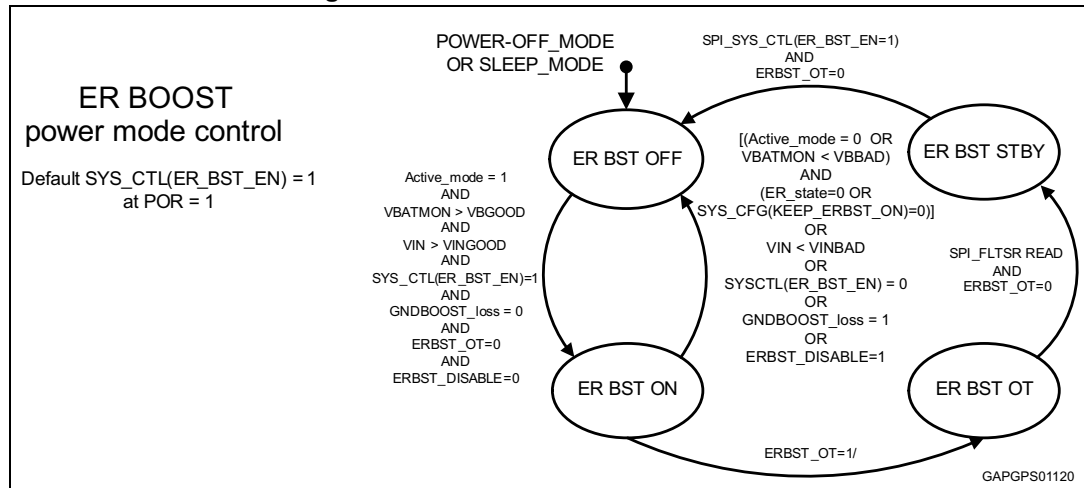 ER BOOST
power mode control
Default SYS_CTL(ER_BST_EN) = 1
at POR = 1
POWER-OFF_MODE
OR SLEEP_MODE
SPI_SYS_CTL(ER_BST_EN=1)
AND
ERBST_OT=0
ER BST OFF
ER BST STBY
Active_mode = 1
AND
VBATMON > VBGOOD
AND
VIN > VINGOOD
AND
SYS_CTL(ER_BST_EN)=1
AND
GNDBOOST_loss = 0
AND
ERBST_OT=0
AND
ERBST_DISABLE=0
[(Active_mode = 0 OR
VBATMON < VBBAD)
AND
(ER_state=0 OR
SYS_CFG(KEEP_ERBST_ON)=0)]
OR
VIN < VINBAD
OR
SYSCTL(ER_BST_EN) = 0
OR
GNDBOOST_loss = 1
OR
ERBST_DISABLE=1
SPI_FLTSR READ
AND
ERBST_OT=0
ER BST ON
ER BST OT
ERBST_OT=1/
GAPGPS01120